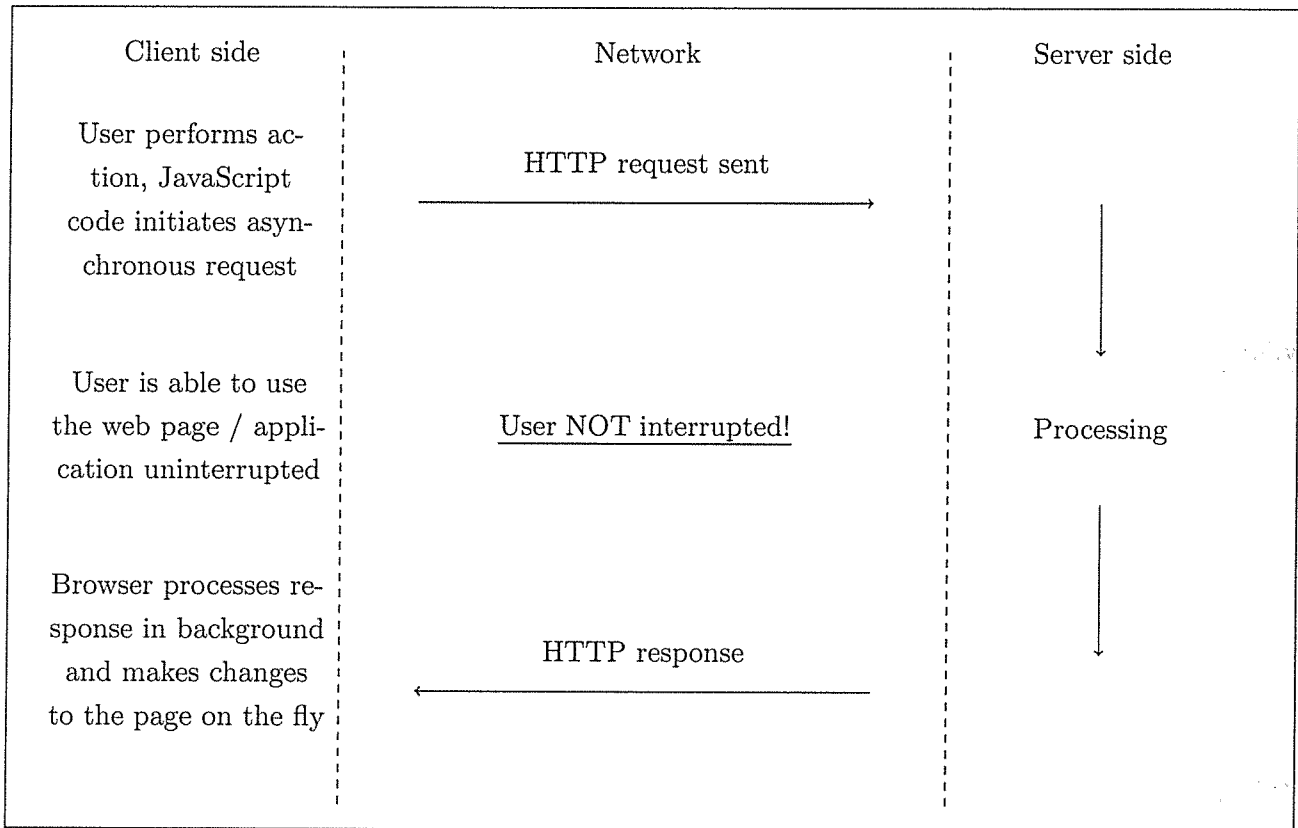 Client side
Network
Server side
User performs ac-
tion, JavaScript
code initiates asyn-
chronous request
HTTP request sent
User is able to use
the web page / appli-
cation uninterrupted
User NOT interrupted!
Processing
Browser processes re-
sponse in background
and makes changes
to the page on the fly
HTTP response